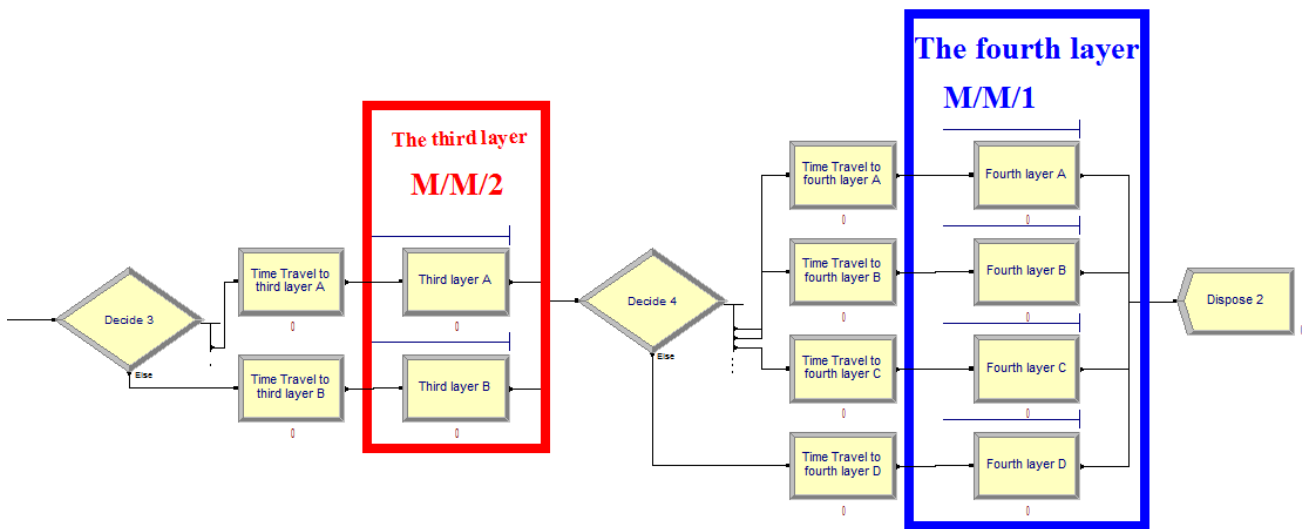 The fourth layer
M/M/1
The third layer
M/M/2
Decide 3
Else
Time Travel to
third layer A
0
Time Travel to
third layer B
0
Third layer A
0
Third layer B
0
Decide 4
Else
Time Travel to
fourth layer A
0
Time Travel to
fourth layer B
0
Time Travel to
fourth layer C
0
Time Travel to
fourth layer D
0
Fourth layer A
0
Fourth layer B
0
Fourth layer C
0
Fourth layer D
0
Dispose 2